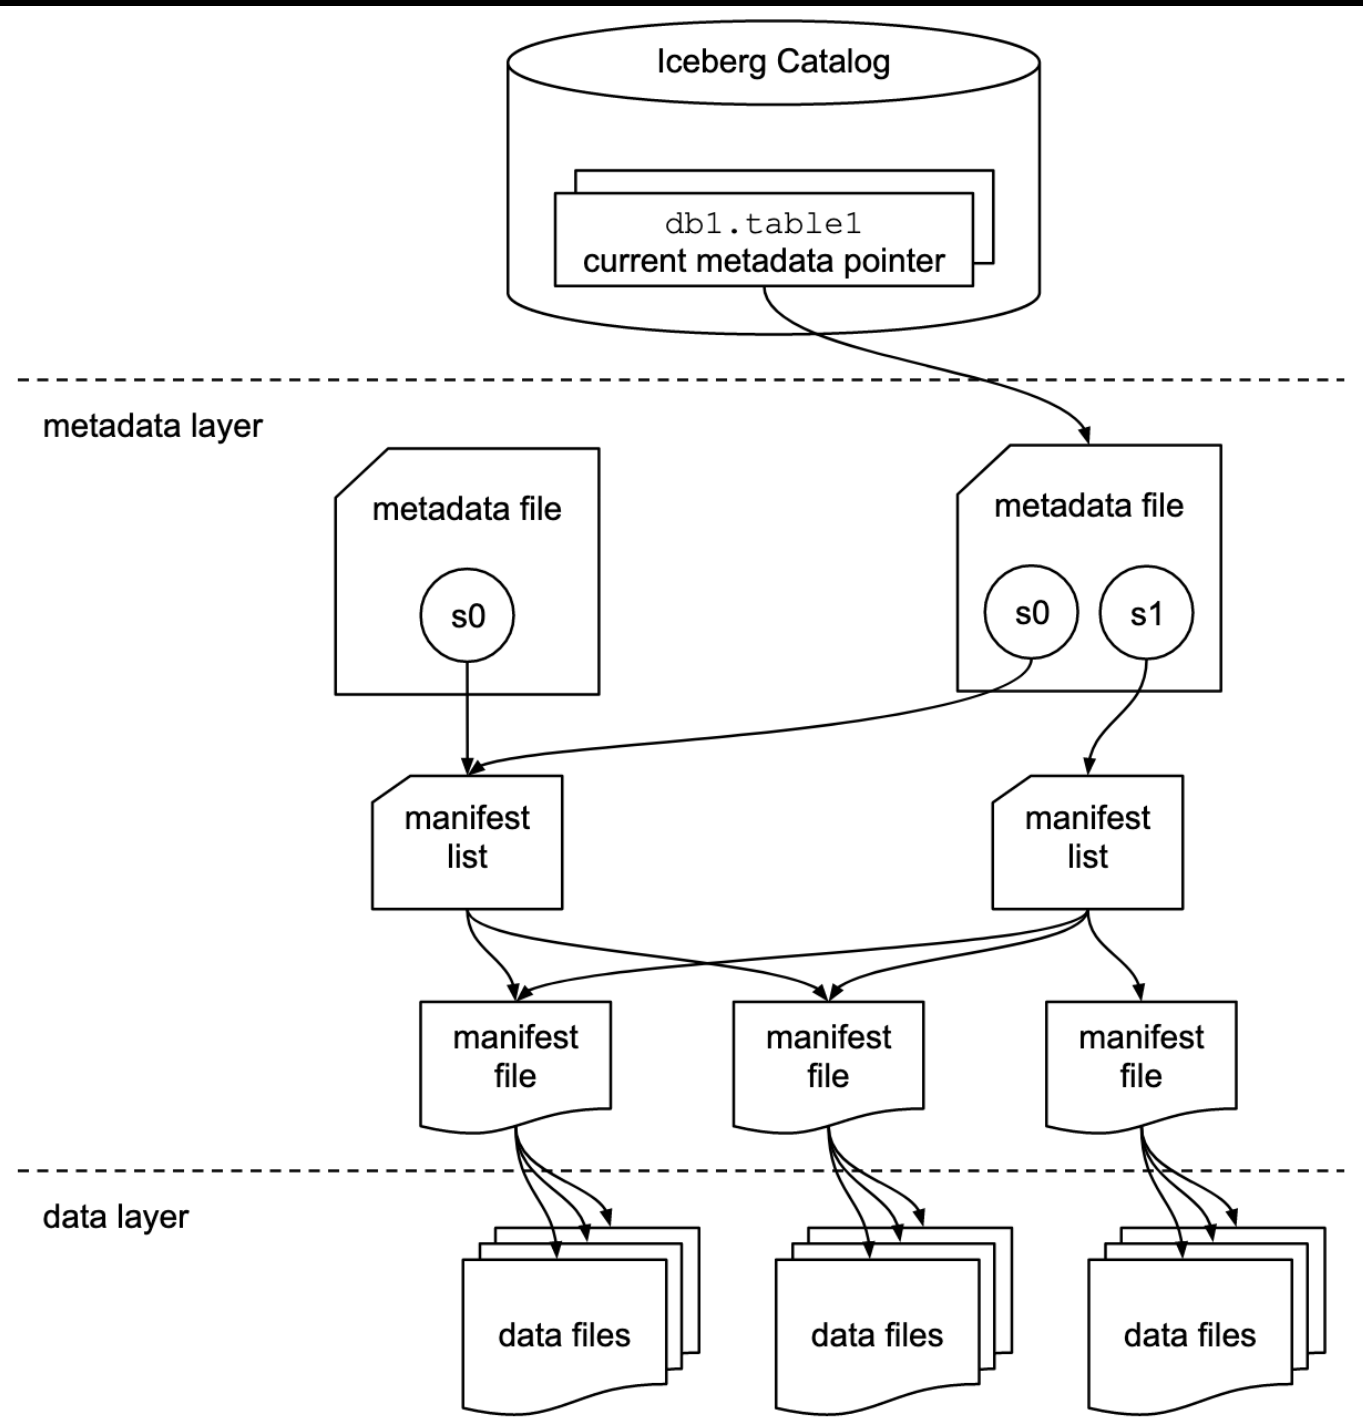 Iceberg Catalog
db1.table1
current metadata pointer
metadata layer
metadata file
s0
metadata file
s0
s1
manifest
list
manifest
list
manifest
file
manifest
file
manifest
file
data layer
data files
data files
data files